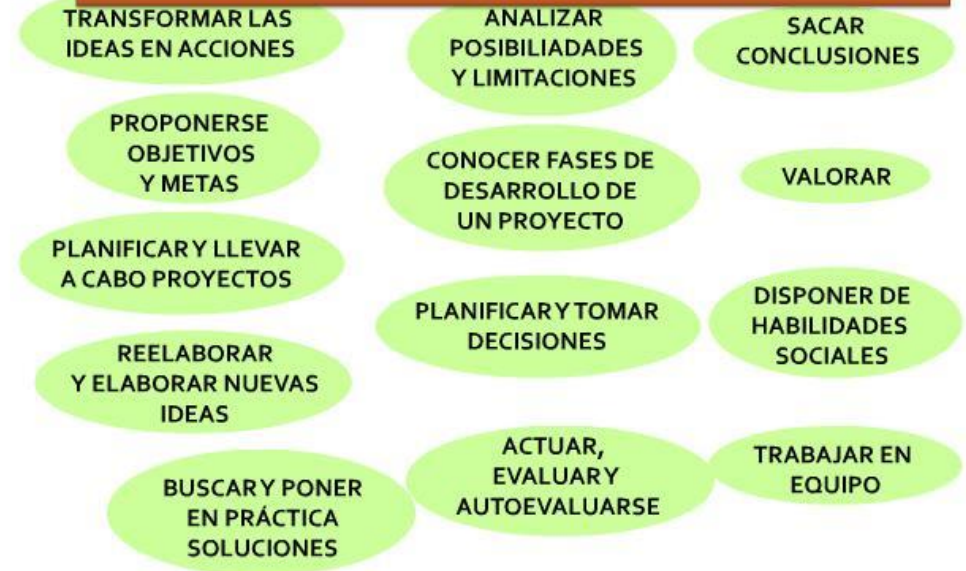 TRANSFORMAR LAS
IDEAS EN ACCIONES
PROPONERSE
OBJETIVOS
Y METAS
PLANIFICAR Y LLEVAR
A CABO PROYECTOS
REELABORAR
Y ELABORAR NUEVAS
IDEAS
BUSCAR Y PONER
EN PRÁCTICA
SOLUCIONES
ANALIZAR
POSIBILIADADES
Y LIMITACIONES
CONOCER FASES DE
DESARROLLO DE
UN PROYECTO
PLANIFICAR Y TOMAR
DECISIONES
ACTUAR,
EVALUAR Y
AUTOEVALUARSE
SACAR
CONCLUSIONES
VALORAR
DISPONER DE
HABILIDADES
SOCIALES
TRABAJAR EN
EQUIPO